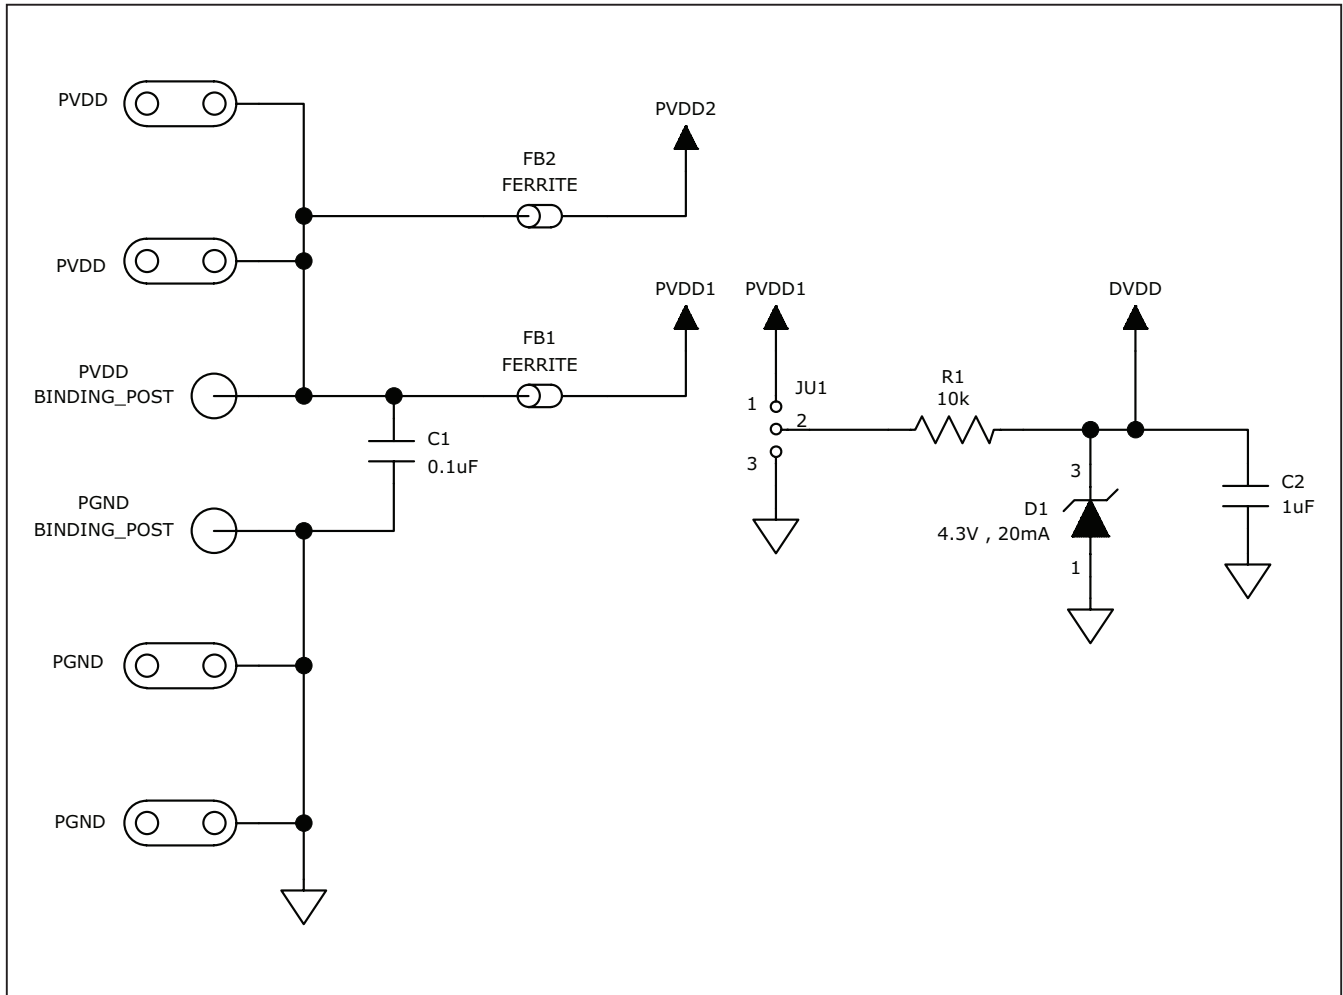 PVDD
PVDD2
FB2
FERRITE
PVDD
PVDD1
PVDD1
DVDD
FB1
FERRITE
PVDD
BINDING_POST
JU1
1
2
3
R1
10k
C1
0.1uF
3
D1
4.3V , 20mA
1
C2
1uF
PGND
BINDING_POST
PGND
PGND